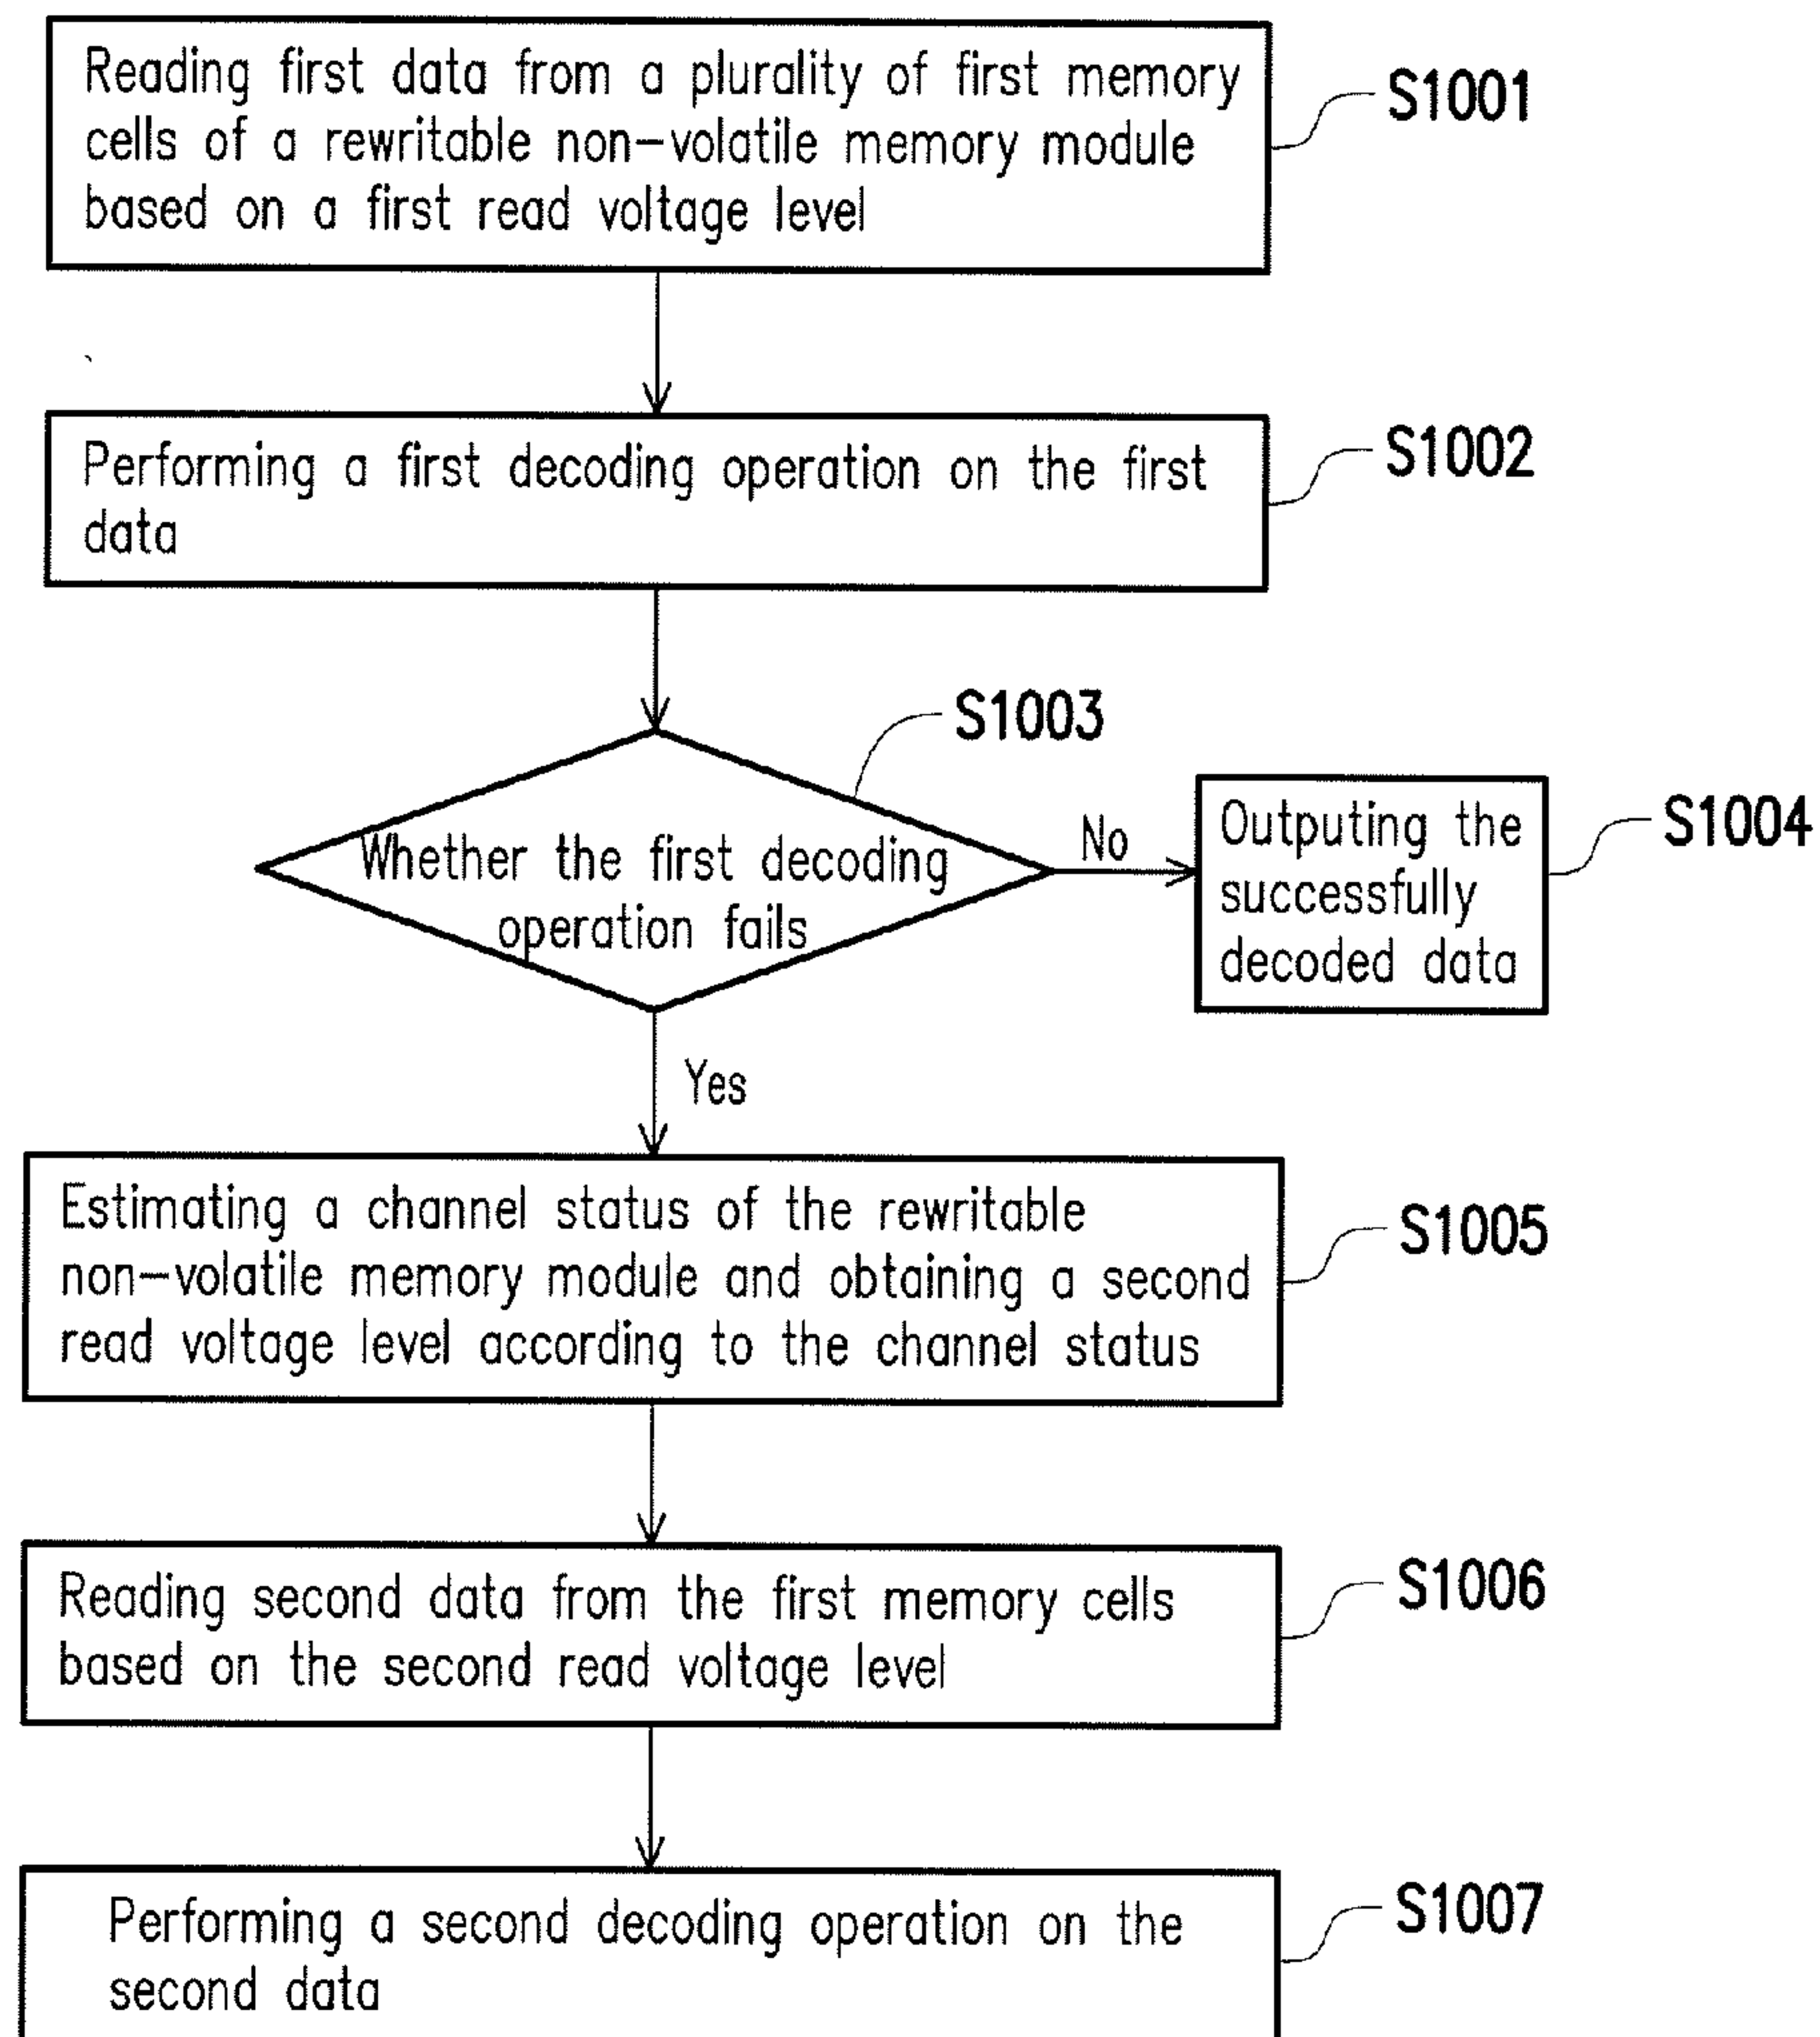 Reading first data from a plurality of first memory
cells of a rewritable non-volatile memory module
based on a first read voltage level
S1001
Performing a first decoding operation on the first
data
S1002
S1003
Whether the first decoding
operation fails
No
Outputing the
successfully
decoded data
S1004
Yes
Estimating a channel status of the rewritable
non-volatile memory module and obtaining a second
read voltage level according to the channel status
S1005
Reading second data from the first memory cells
based on the second read voltage level
S1006
Performing a second decoding operation on the
second data
S1007